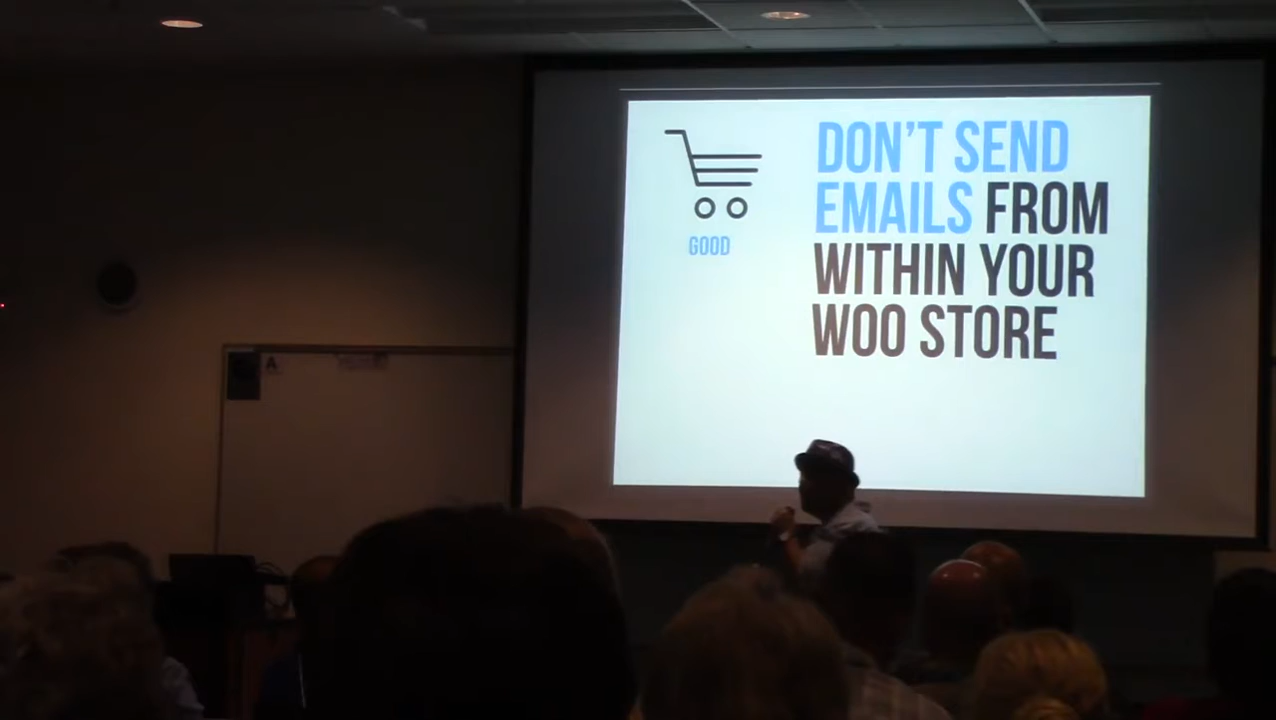 DON'T SEND
EMAILS FROM
WITHIN YOUR
WOO STORE
GOOD
A